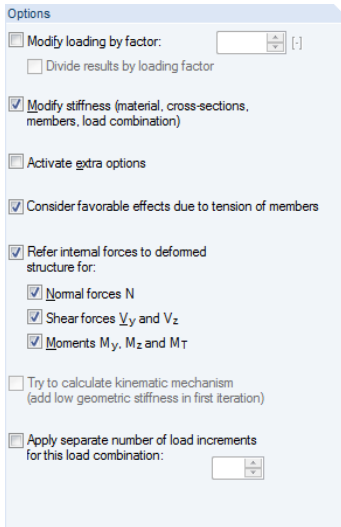 Options
Modify loading by factor: [-]
Divide results by loading factor
Modify stiffness (material, cross-sections,
members, load combination)
Activate extra options
Consider favorable effects due to tension of members
Refer internal forces to deformed
structure for:
Normal forces N
Shear forces Vy and Vz
Moments My, Mz and MT
Try to calculate kinematic mechanism
(add low geometric stiffness in first iteration)
Apply separate number of load increments
for this load combination: